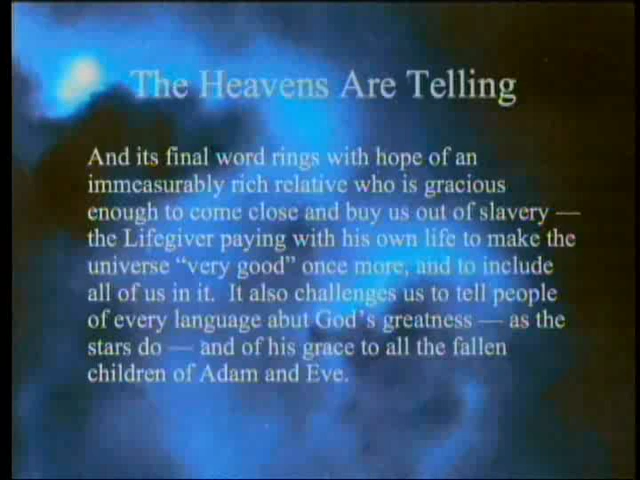 The Heavens Are Telling
And its final word rings with hope of an
immeasurably rich relative who is gracious
enough to come close and buy us out of slavery —
the Lifegiver paying with his own life to make the
universe “very good” once more, and to include
all of us in it.  It also challenges us to tell people
of every language abut God’s greatness — as the
stars do — and of his grace to all the fallen
children of Adam and Eve.